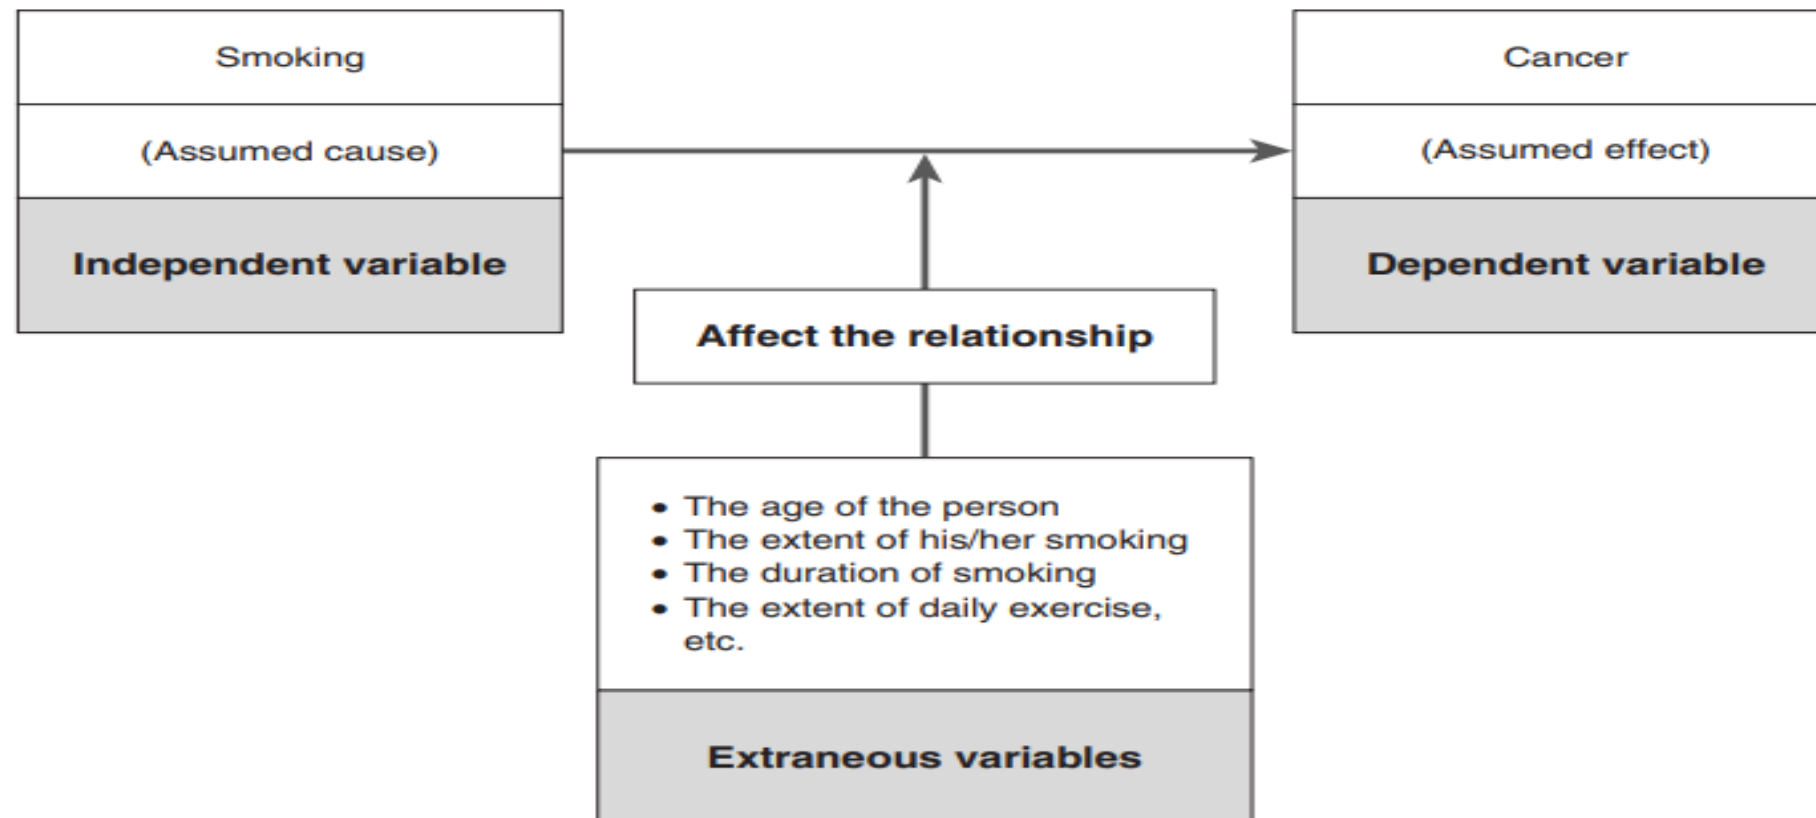 Smoking
(Assumed cause)
Independent variable
Cancer
(Assumed effect)
Dependent variable
Affect the relationship
• The age of the person
• The extent of his/her smoking
• The duration of smoking
• The extent of daily exercise,
etc.
Extraneous variables